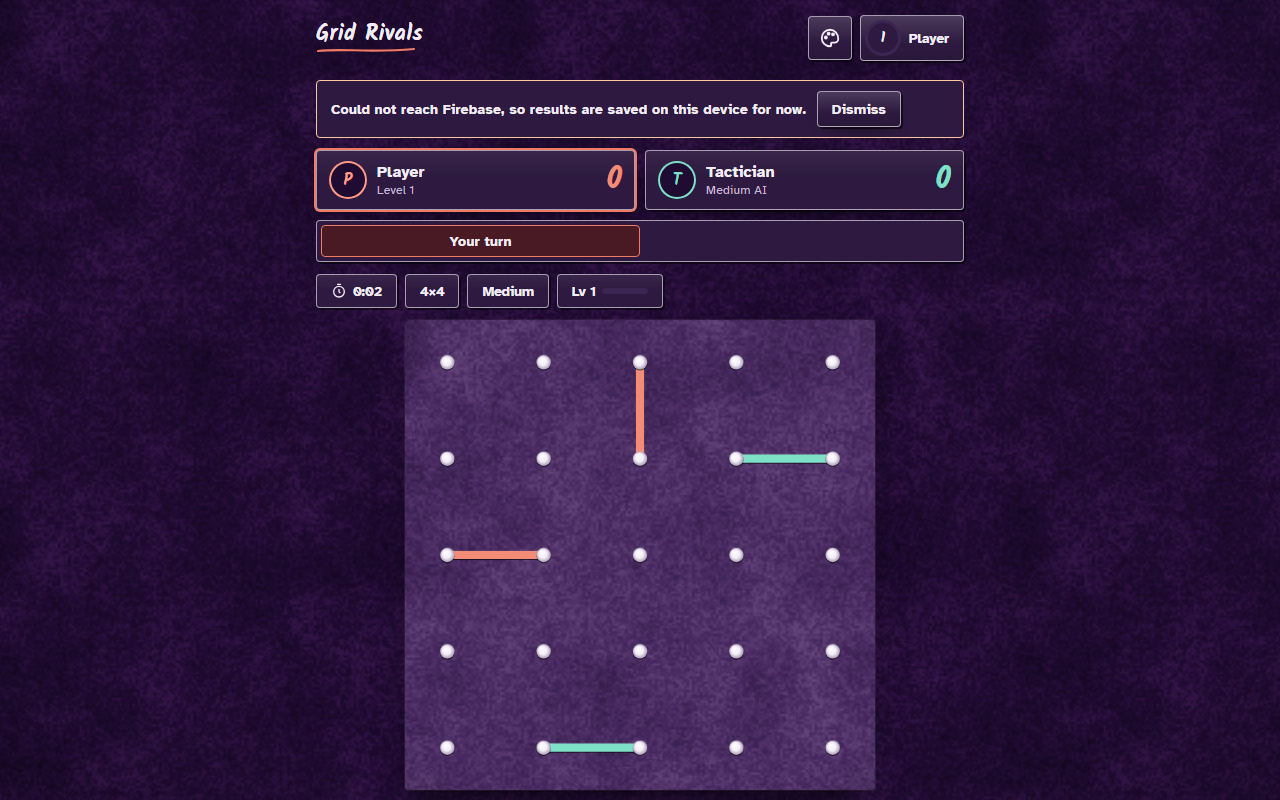 Grid Rivals
I Player
Could not reach Firebase, so results are saved on this device for now. Dismiss
P Player 0
Level 1
T Tactician 0
Medium AI
Your turn
0:02 4×4 Medium Lv 1